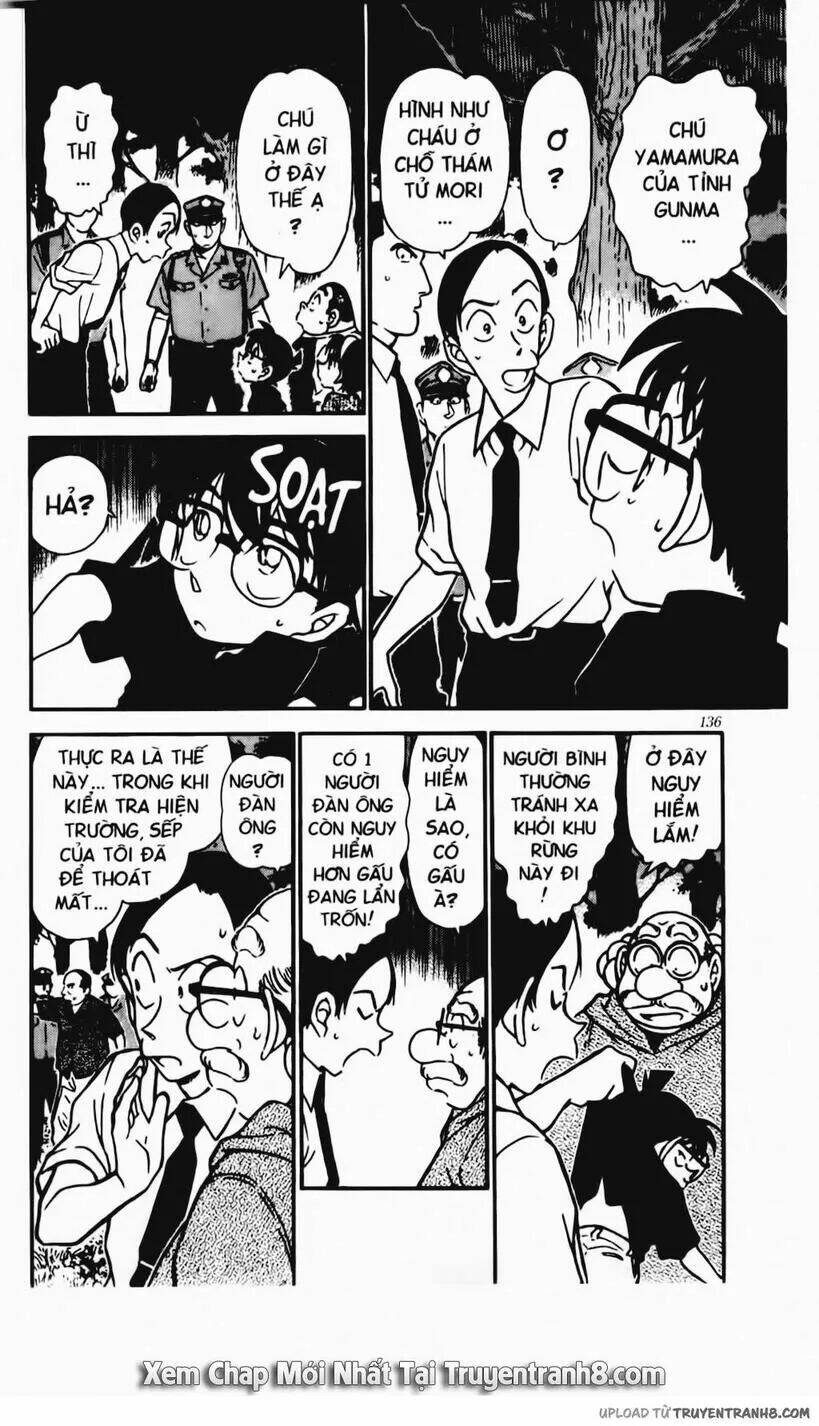 CHÚ
YAMAMURA
CỦA TỈNH
GUNMA
...
Ơ
?
HÌNH NHƯ
CHÁU Ở
CHỖ THÁM
TỬ MORI
...
CHÚ
LÀM GÌ
Ở ĐÂY
THẾ Ạ
?
Ừ
THÌ
...
SOẠT
HẢ?
136
Ở ĐÂY
NGUY
HIỂM
LẮM!
NGƯỜI BÌNH
THƯỜNG
TRÁNH XA
KHỎI KHU
RỪNG
NÀY ĐI
!
NGUY
HIỂM
LÀ
SAO,
CÓ
GẤU
À?
CÓ 1
NGƯỜI
ĐÀN ÔNG
CÒN NGUY
HIỂM
HƠN GẤU
ĐANG LẨN
TRỐN!
NGƯỜI
ĐÀN
ÔNG
?
THỰC RA LÀ THẾ
NÀY... TRONG KHI
KIỂM TRA HIỆN
TRƯỜNG, SẾP
CỦA TÔI ĐÃ
ĐỂ THOÁT
MẤT...
Xem Chap Mới Nhất Tại Truyentranh8.com
UPLOAD TỪ TRUYENTRANH8.COM